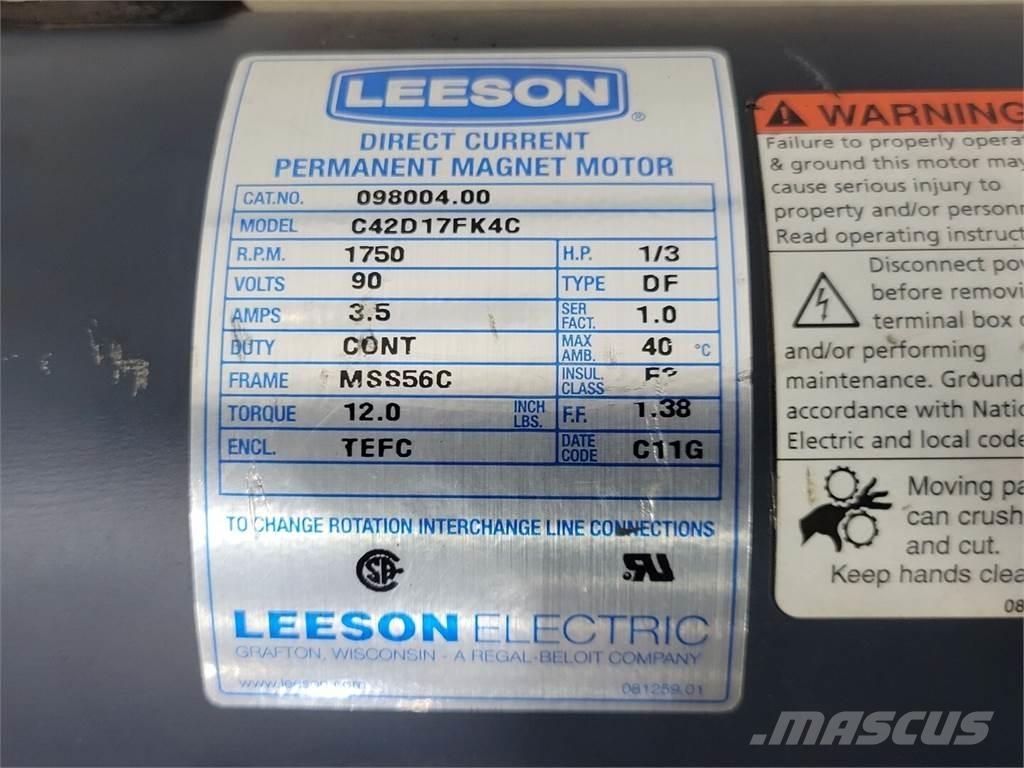 LEESON
®
DIRECT CURRENT
PERMANENT MAGNET MOTOR
CAT.NO. 098004.00
MODEL C42D17FK4C
R.P.M. 1750 H.P. 1/3
VOLTS 90 TYPE DF
AMPS 3.5 SER FACT. 1.0
DUTY CONT MAX AMB. 40 °C
FRAME MSS56C INSUL. CLASS
TORQUE 12.0 INCH LBS. F.F. 1.38
ENCL. TEFC DATE CODE C11G
TO CHANGE ROTATION INTERCHANGE LINE CONNECTIONS
LEESON ELECTRIC
GRAFTON, WISCONSIN - A REGAL-BELOIT COMPANY
www.leeson.com 081259.01
WARNING
Failure to properly opera
& ground this motor may
cause serious injury to
property and/or personn
Read operating instruct
Disconnect pow
before removi
terminal box o
and/or performing
maintenance. Ground
accordance with Natio
Electric and local code
Moving pa
can crush
and cut.
Keep hands clea
08
MASCUS